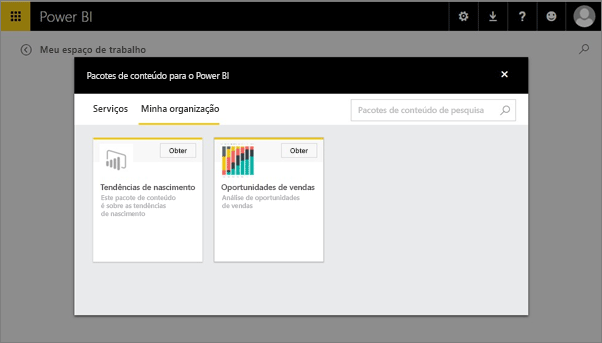 Power BI
?
Meu espaço de trabalho
Pacotes de conteúdo para o Power BI
Serviços Minha organização Pacotes de conteúdo de pesquisa
Obter
Tendências de nascimento
Este pacote de conteúdo
é sobre as tendências
de nascimento
Obter
Oportunidades de vendas
Análise de oportunidades
de vendas